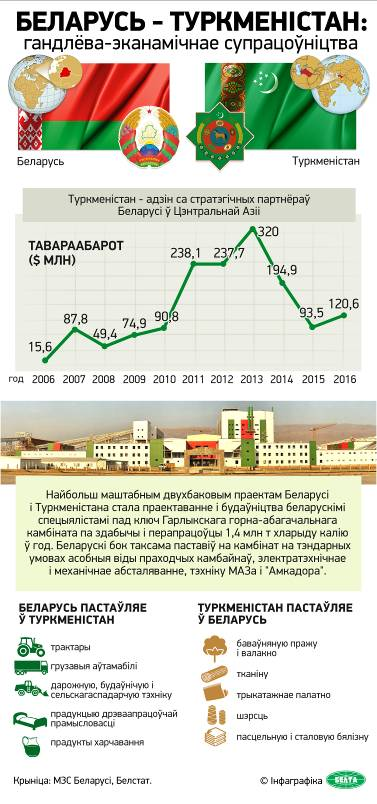 БЕЛАРУСЬ - ТУРКМЕНІСТАН:
гандлёва-эканамічнае супрацоўніцтва
Беларусь
Туркменістан
Туркменістан - адзін са стратэгічных партнёраў
Беларусі ў Цэнтральнай Азіі
ТАВАРААБАРОТ
($ МЛН)
15,6
87,8
49,4
74,9
90,8
238,1
237,7
320
194,9
93,5
120,6
год 2006 2007 2008 2009 2010 2011 2012 2013 2014 2015 2016
Найбольш маштабным двухбаковым праектам Беларусі
і Туркменістана стала праектаванне і будаўніцтва беларускімі
спецыялістамі пад ключ Гарлыкскага горна-абагачальнага
камбіната па здабычы і перапрацоўцы 1,4 млн т хларыду калію
ў год. Беларускі бок таксама паставіў на камбінат на тэндарных
умовах асобныя віды праходчых камбайнаў, электратэхнічнае
і механічнае абсталяванне, тэхніку МАЗа і "Амкадора".
БЕЛАРУСЬ ПАСТАЎЛЯЕ
Ў ТУРКМЕНІСТАН
трактары
грузавыя аўтамабілі
дарожную, будаўнічую і
сельскагаспадарчую тэхніку
прадукцыю дрэваапрацоўчай
прамысловасці
прадукты харчавання
ТУРКМЕНІСТАН ПАСТАЎЛЯЕ
Ў БЕЛАРУСЬ
баваўняную пражу
і валакно
тканіну
трыкатажнае палатно
шэрсць
пасцельную і сталовую бялізну
Крыніца: МЗС Беларусі, Белстат.
© Інфаграфіка БЕЛТА